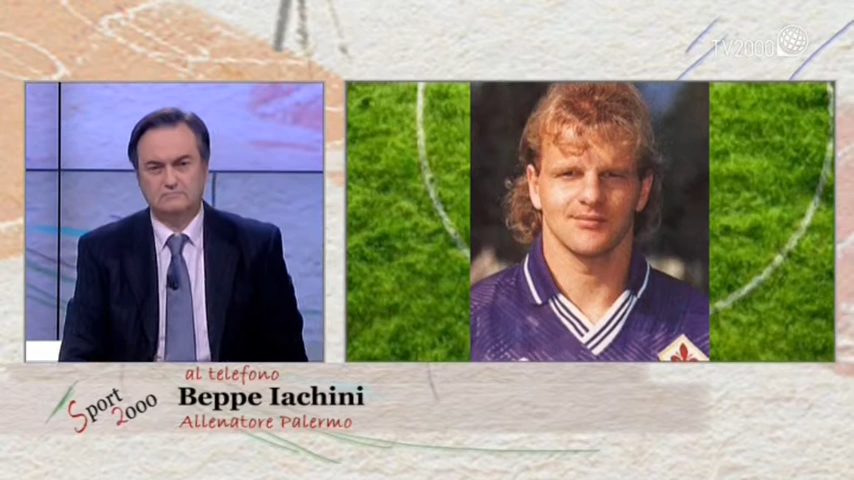 TV2000
al telefono
Beppe Iachini
Sport
2000
Allenatore Palermo